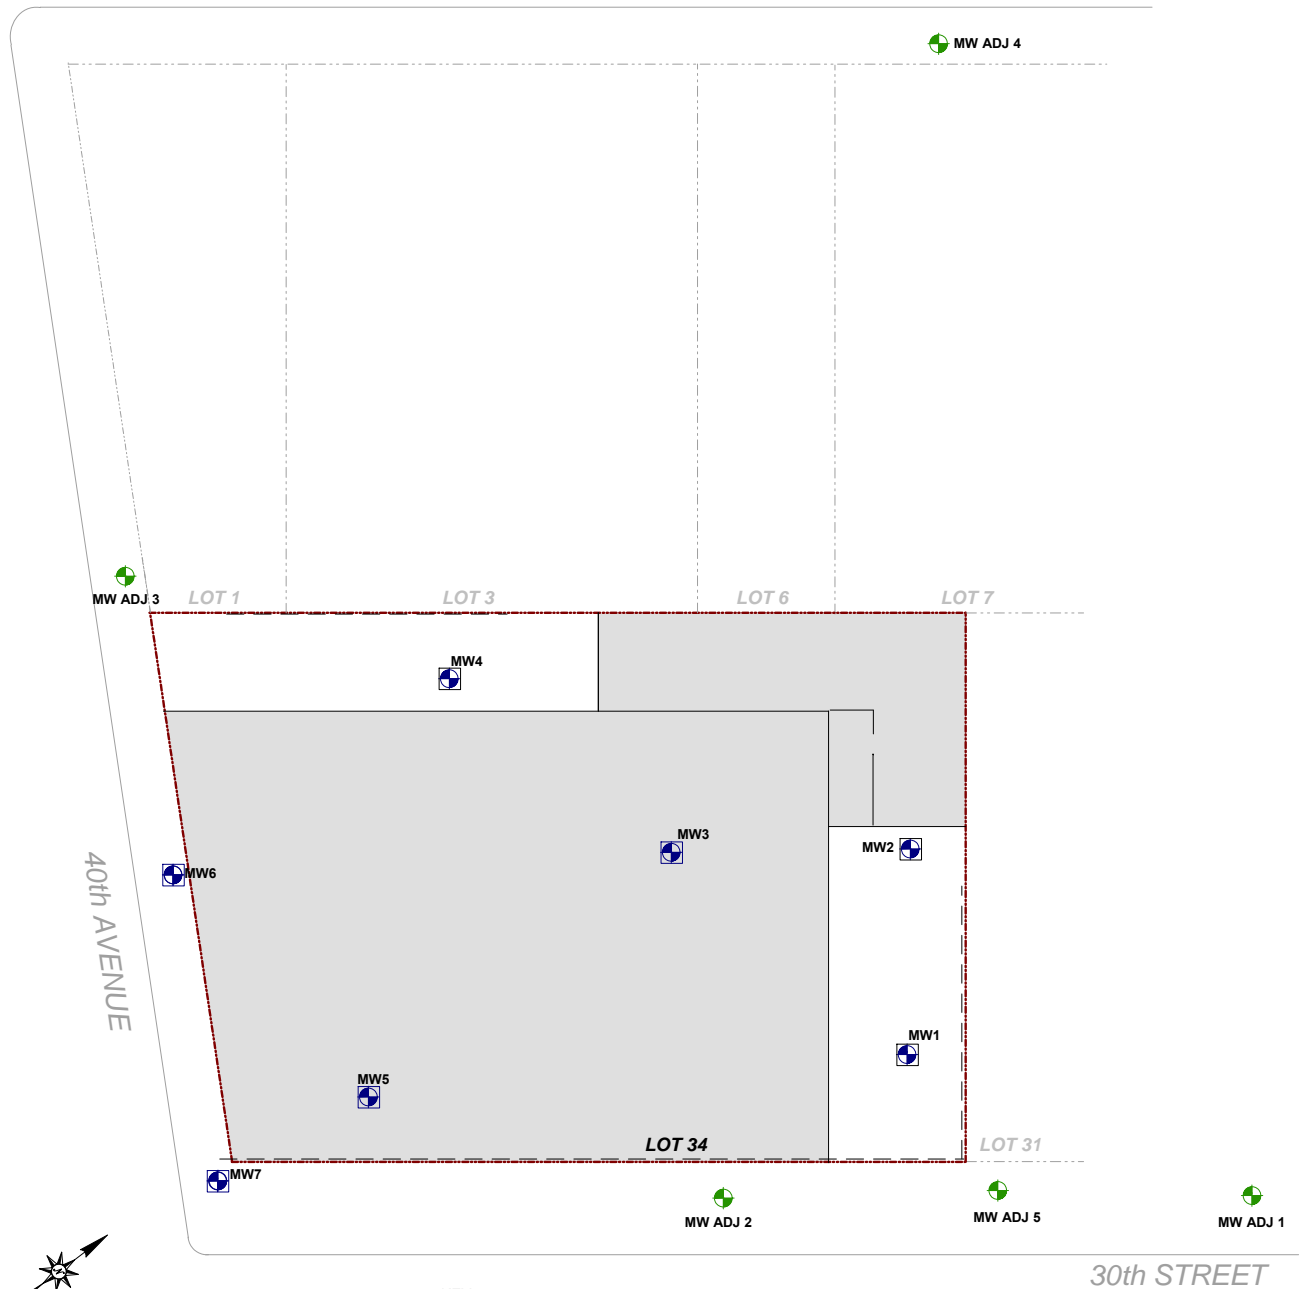 MW ADJ 4
MW ADJ 3
LOT 1
LOT 3
LOT 6
LOT 7
MW4
MW3
MW2
MW6
40th AVENUE
MW1
MW5
LOT 34
LOT 31
MW7
MW ADJ 2
MW ADJ 5
MW ADJ 1
N
30th STREET